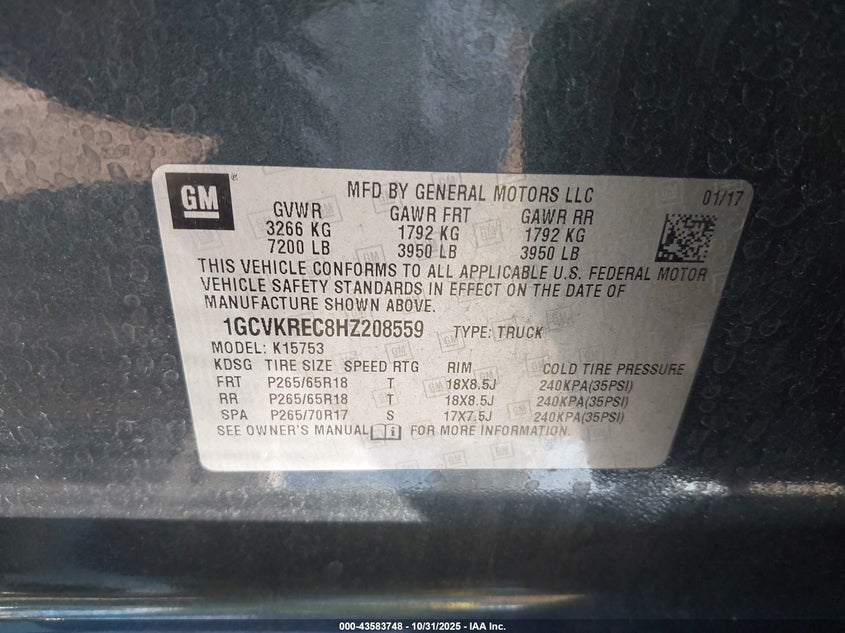 GM ® MFD BY GENERAL MOTORS LLC 01/17
GVWR GAWR FRT GAWR RR
3266 KG 1792 KG 1792 KG
7200 LB 3950 LB 3950 LB
THIS VEHICLE CONFORMS TO ALL APPLICABLE U.S. FEDERAL MOTOR
VEHICLE SAFETY STANDARDS IN EFFECT ON THE DATE OF
MANUFACTURE SHOWN ABOVE.
1GCVKREC8HZ208559 TYPE: TRUCK
MODEL: K15753
KDSG TIRE SIZE SPEED RTG RIM COLD TIRE PRESSURE
FRT P265/65R18 T 18X8.5J 240KPA(35PSI)
RR P265/65R18 T 18X8.5J 240KPA(35PSI)
SPA P265/70R17 S 17X7.5J 240KPA(35PSI)
SEE OWNER'S MANUAL FOR MORE INFORMATION.
000-43583748 - 10/31/2025 - IAA Inc.